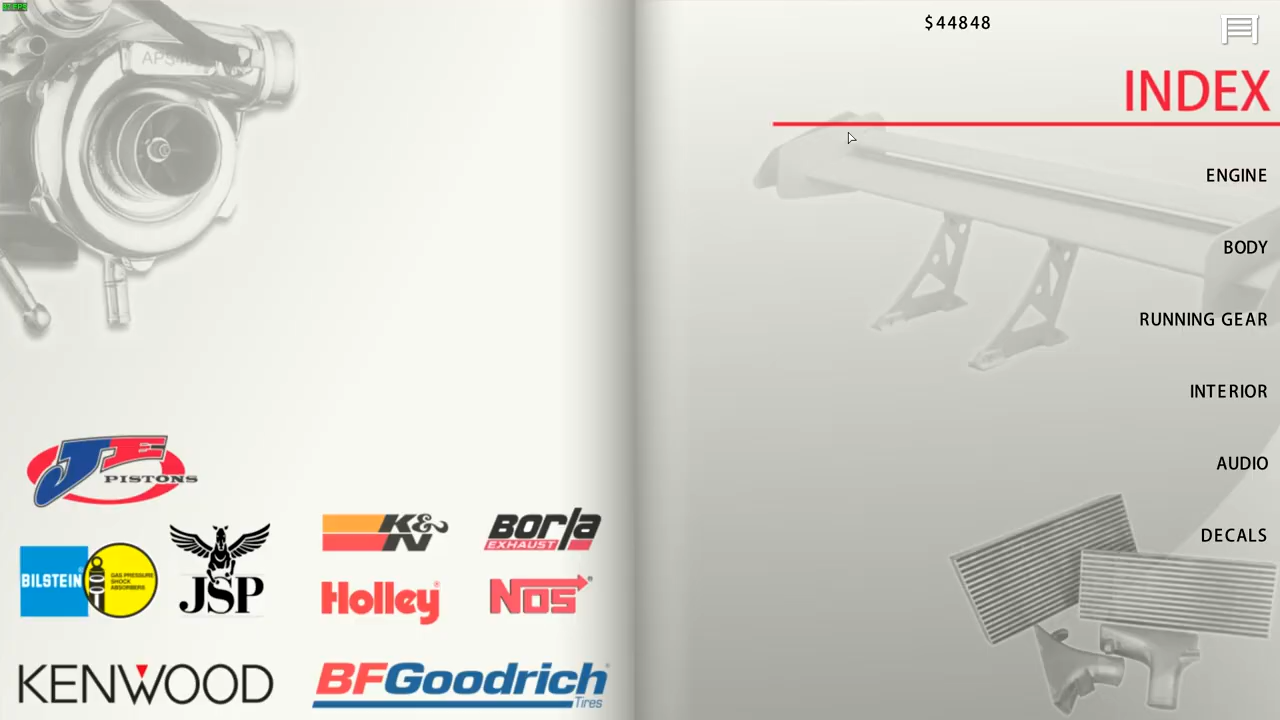 APS
JE
PISTONS
BILSTEIN
GAS PRESSURE
SHOCK
ABSORBERS
JSP
K&N
BORLA
EXHAUST
Holley
NOS
KENWOOD
BFGoodrich
Tires
$44848
INDEX
ENGINE
BODY
RUNNING GEAR
INTERIOR
AUDIO
DECALS